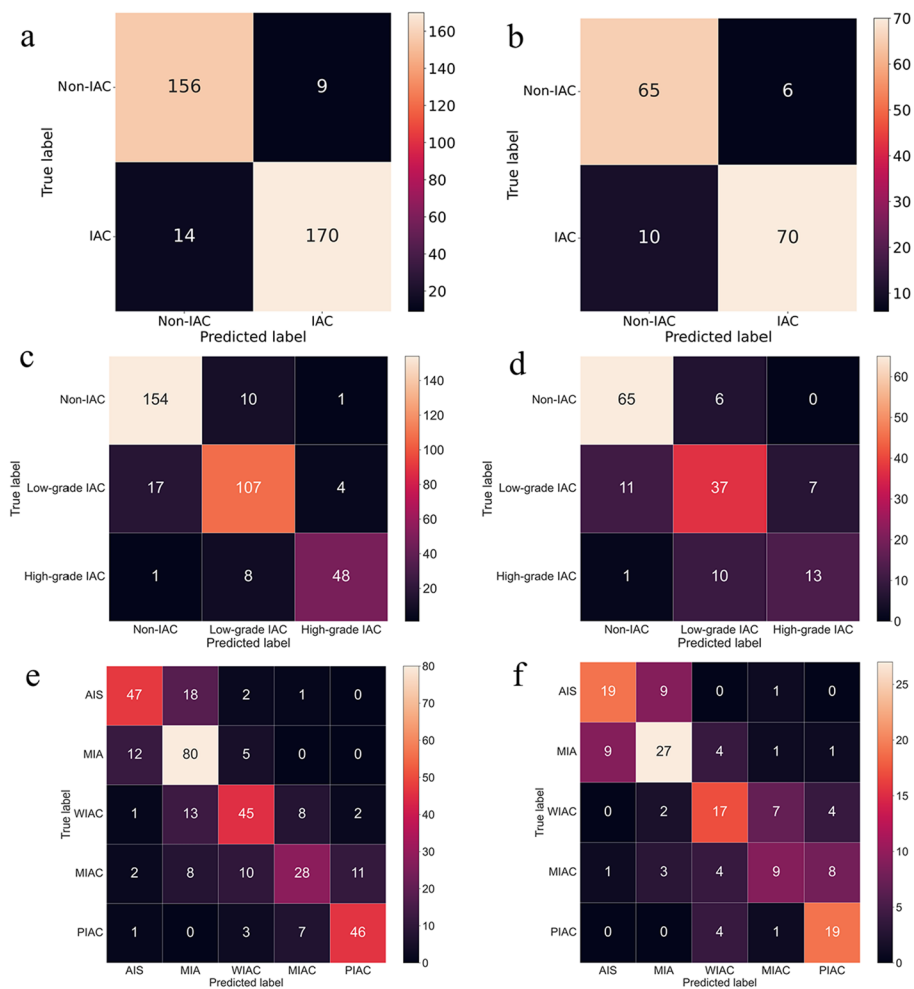 a
160
140
120
100
80
60
40
20
Non-IAC
156
9
IAC
14
170
True label
Non-IAC
IAC
Predicted label
b
70
60
50
40
30
20
10
Non-IAC
65
6
IAC
10
70
True label
Non-IAC
IAC
Predicted label
c
140
120
100
80
60
40
20
Non-IAC
154
10
1
Low-grade IAC
17
107
4
High-grade IAC
1
8
48
True label
Non-IAC
Low-grade IAC
High-grade IAC
Predicted label
d
60
50
40
30
20
10
0
Non-IAC
65
6
0
Low-grade IAC
11
37
7
High-grade IAC
1
10
13
True label
Non-IAC
Low-grade IAC
High-grade IAC
Predicted label
e
80
70
60
50
40
30
20
10
0
AIS
47
18
2
1
0
MIA
12
80
5
0
0
WIAC
1
13
45
8
2
MIAC
2
8
10
28
11
PIAC
1
0
3
7
46
True label
AIS
MIA
WIAC
MIAC
PIAC
Predicted label
f
25
20
15
10
5
0
AIS
19
9
0
1
0
MIA
9
27
4
1
1
WIAC
0
2
17
7
4
MIAC
1
3
4
9
8
PIAC
0
0
4
1
19
True label
AIS
MIA
WIAC
MIAC
PIAC
Predicted label